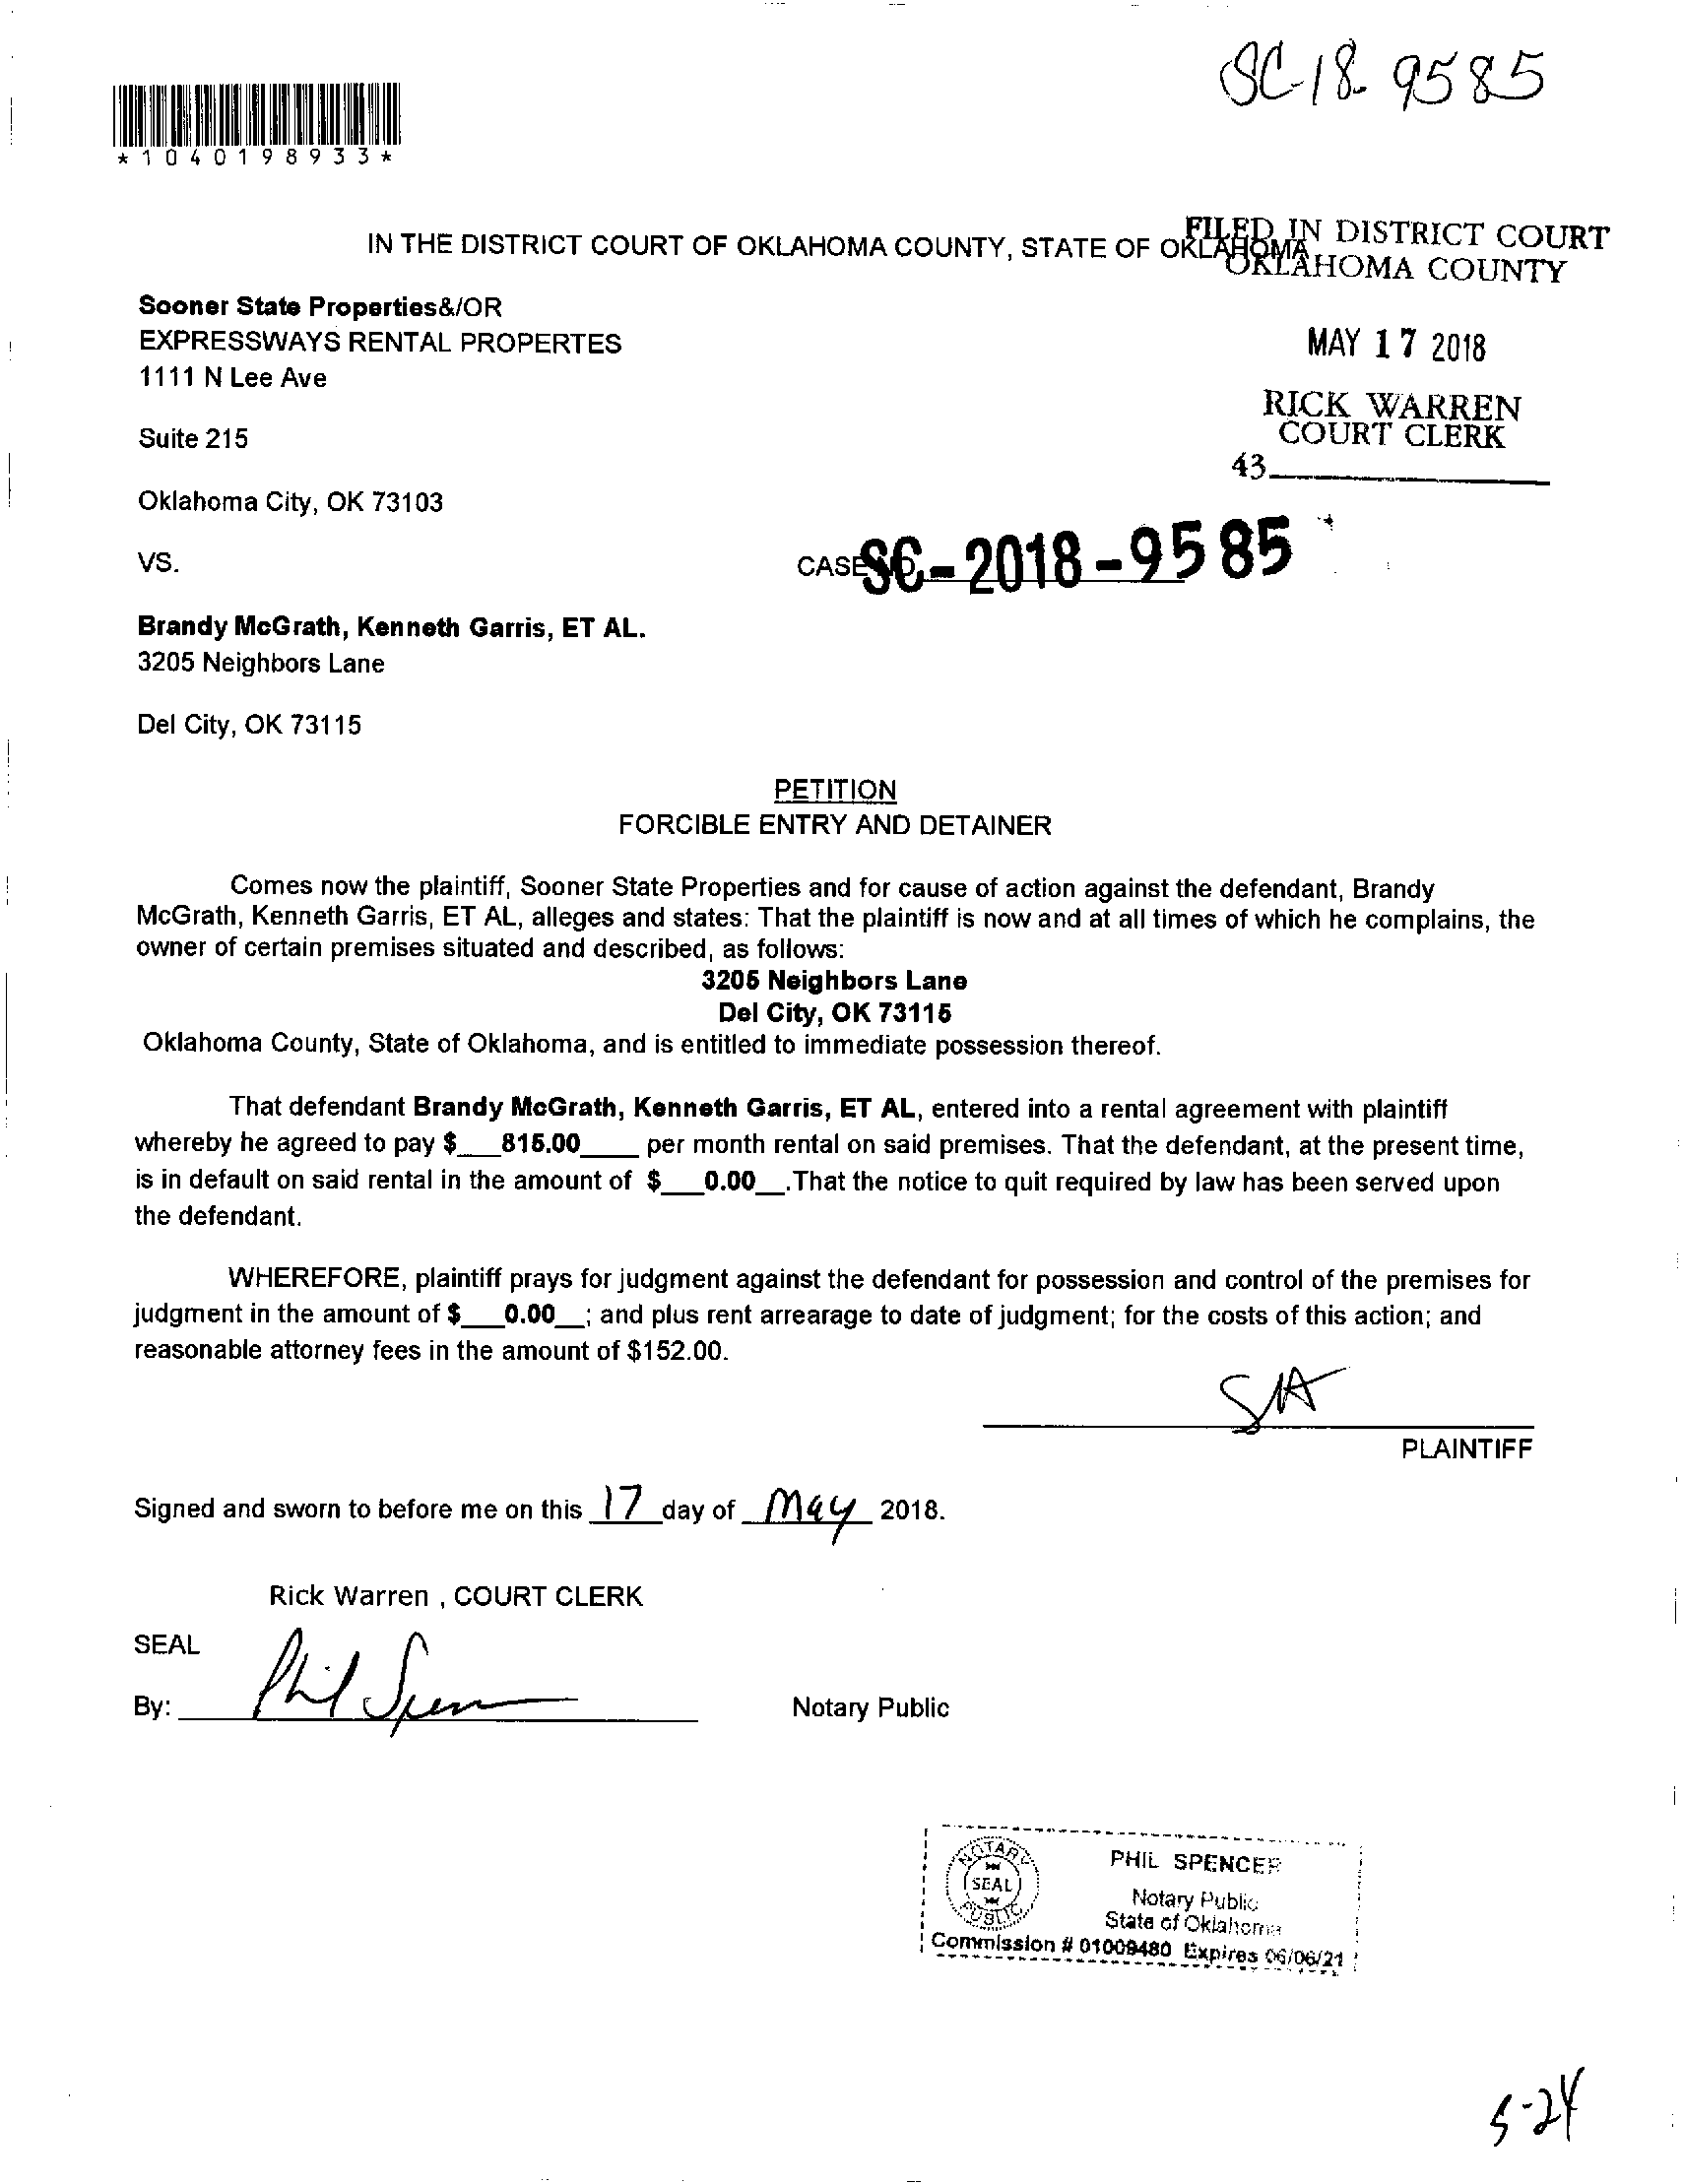 SC-18-9585
*1040198933*
IN THE DISTRICT COURT OF OKLAHOMA COUNTY, STATE OF OKLAHOMA
FILED IN DISTRICT COURT
OKLAHOMA COUNTY
Sooner State Properties&/OR
EXPRESSWAYS RENTAL PROPERTES
MAY 17 2018
1111 N Lee Ave
RICK WARREN
COURT CLERK
Suite 215
43
Oklahoma City, OK 73103
VS.
CASE NO. SC-2018-9585
Brandy McGrath, Kenneth Garris, ET AL.
3205 Neighbors Lane
Del City, OK 73115
PETITION
FORCIBLE ENTRY AND DETAINER
Comes now the plaintiff, Sooner State Properties and for cause of action against the defendant, Brandy
McGrath, Kenneth Garris, ET AL, alleges and states: That the plaintiff is now and at all times of which he complains, the
owner of certain premises situated and described, as follows:
3205 Neighbors Lane
Del City, OK 73115
Oklahoma County, State of Oklahoma, and is entitled to immediate possession thereof.
That defendant Brandy McGrath, Kenneth Garris, ET AL, entered into a rental agreement with plaintiff
whereby he agreed to pay $___815.00____ per month rental on said premises. That the defendant, at the present time,
is in default on said rental in the amount of $___0.00__.That the notice to quit required by law has been served upon
the defendant.
WHEREFORE, plaintiff prays for judgment against the defendant for possession and control of the premises for
judgment in the amount of $___0.00__; and plus rent arrearage to date of judgment; for the costs of this action; and
reasonable attorney fees in the amount of $152.00.
PLAINTIFF
Signed and sworn to before me on this 17 day of May 2018.
Rick Warren , COURT CLERK
SEAL
By: Phil Spencer
Notary Public
NOTARY
SEAL
PUBLIC
PHIL SPENCER
Notary Public
State of Oklahoma
Commission # 01009480 Expires 06/06/21
5-24